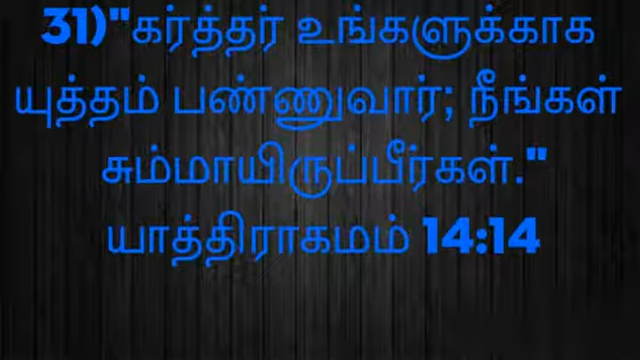 31)"கர்த்தர் உங்களுக்காக
யுத்தம் பண்ணுவார்; நீங்கள்
சும்மாயிருப்பீர்கள்."
யாத்திராகமம் 14:14